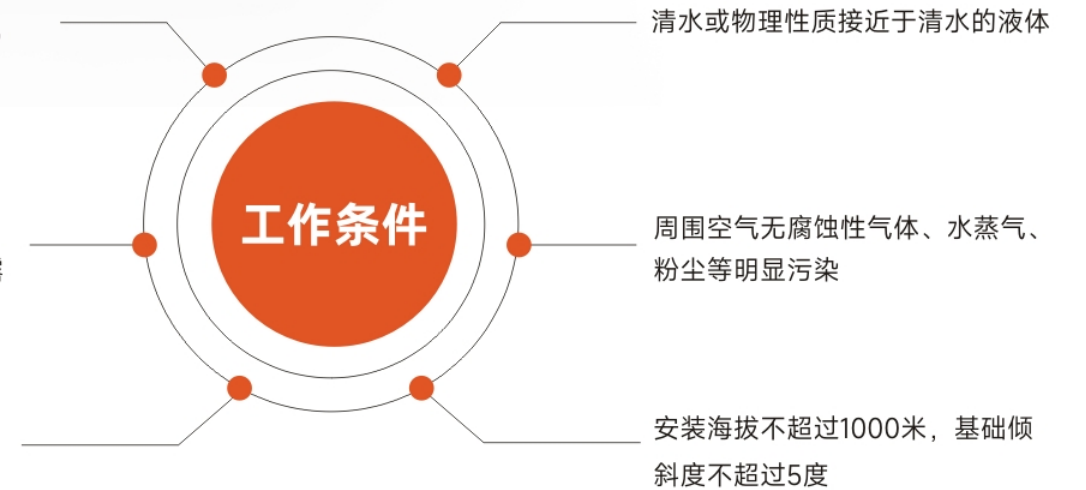 清水或物理性质接近于清水的液体
工作条件
周围空气无腐蚀性气体、水蒸气、
粉尘等明显污染
安装海拔不超过1000米，基础倾
斜度不超过5度